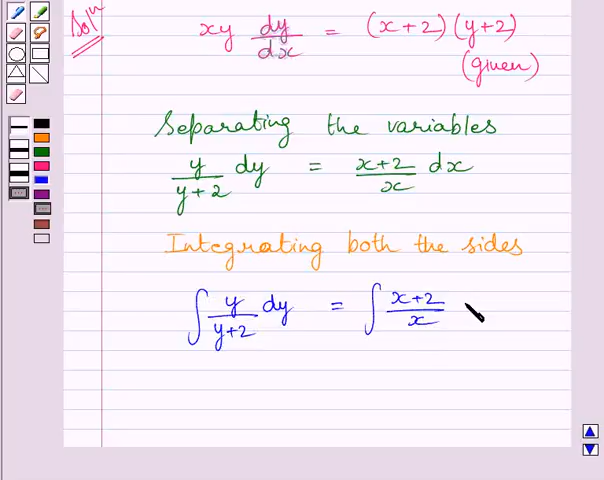 Solⁿ
xy dy/dx = (x+2)(y+2)
(given)
Separating the variables
y/(y+2) dy = (x+2)/x dx
Integrating both the sides
∫ y/(y+2) dy = ∫ (x+2)/x